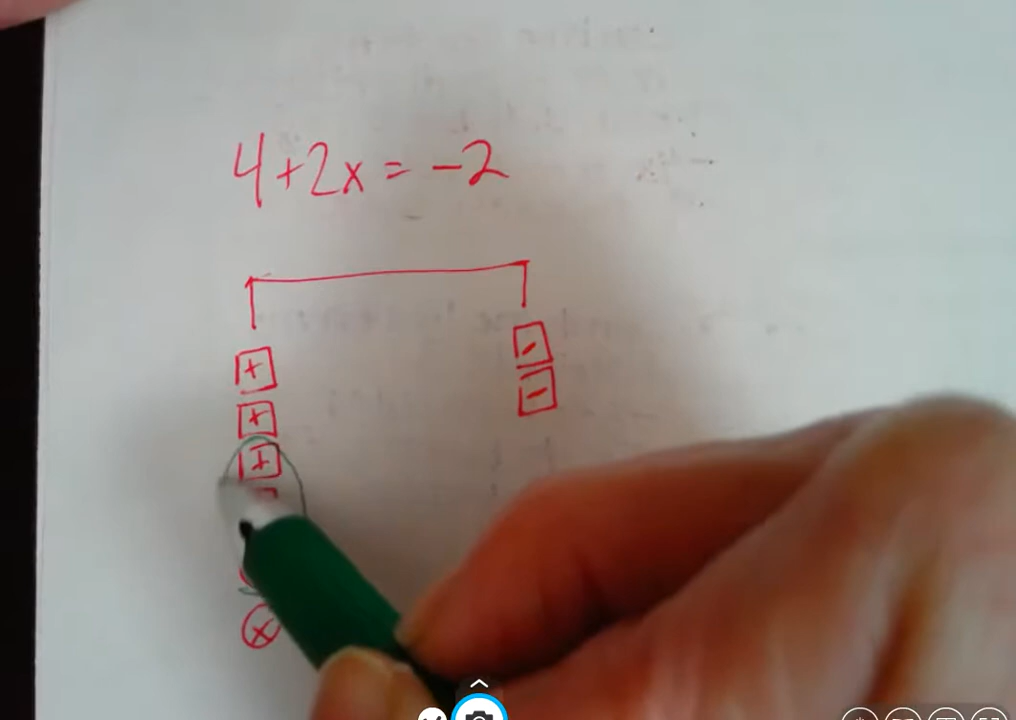 4+2x=-2
+ -
+ -
+
x